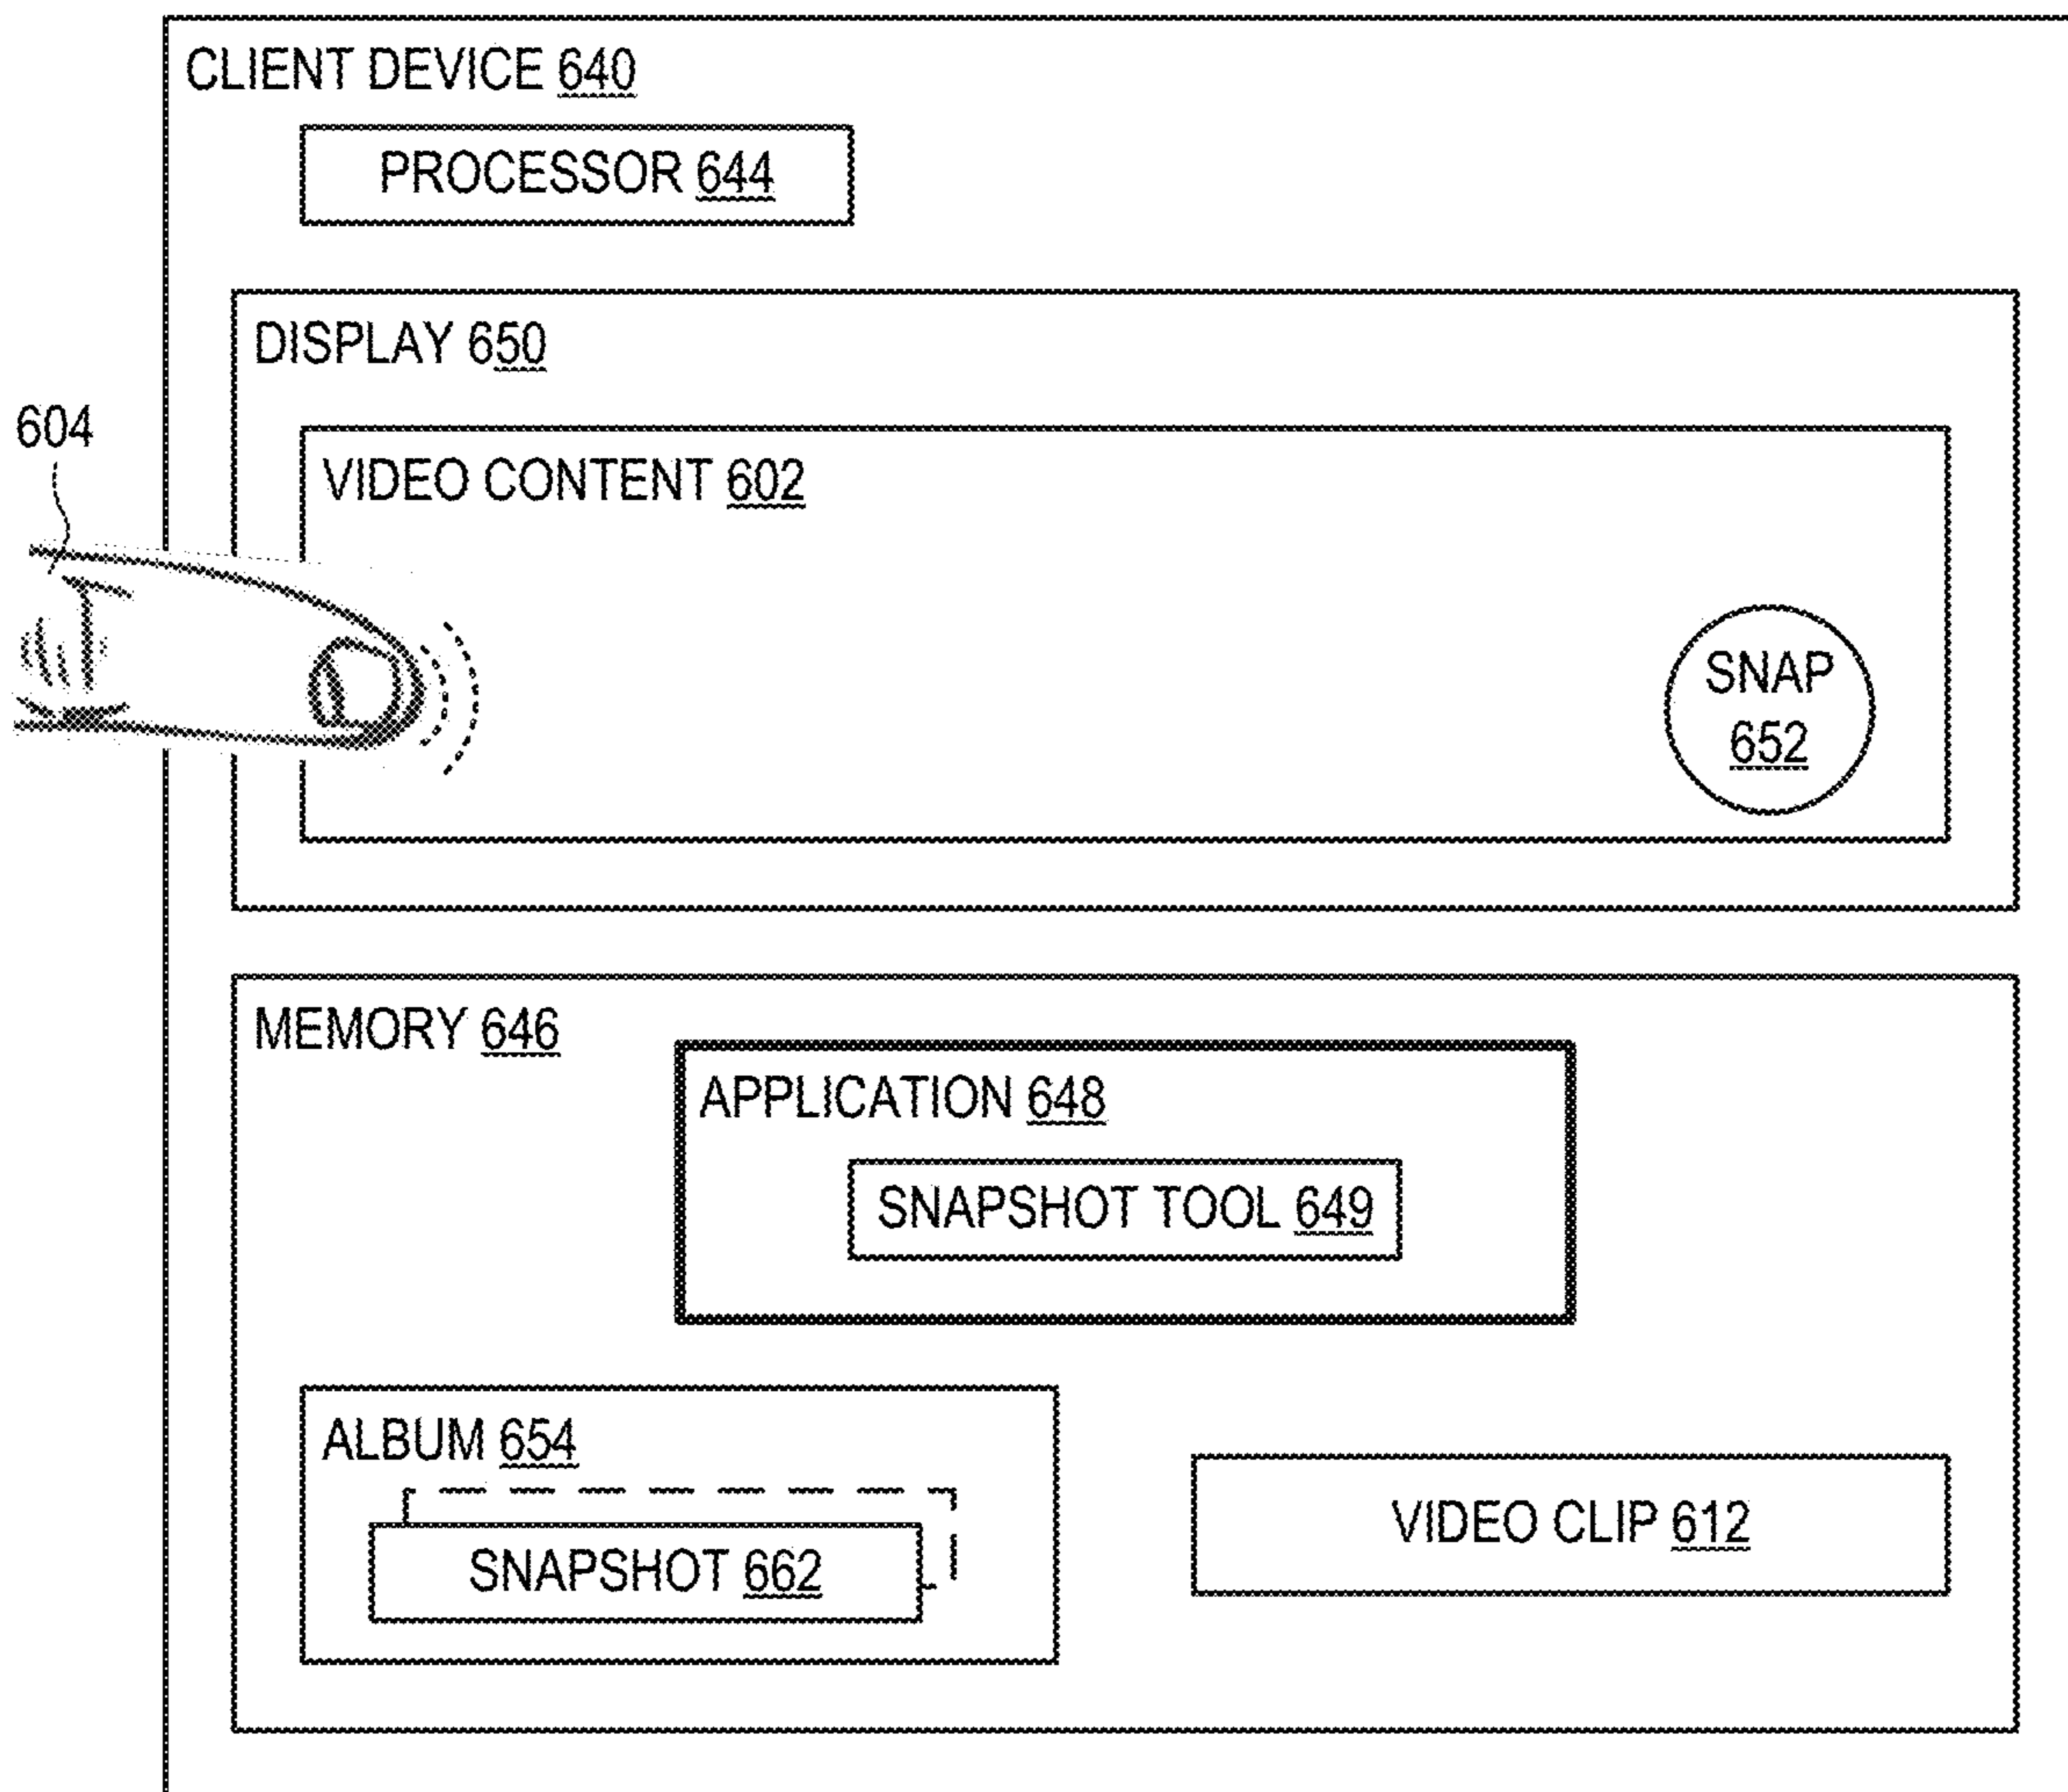 CLIENT DEVICE 640
PROCESSOR 644
DISPLAY 650
604
VIDEO CONTENT 602
SNAP
652
MEMORY 646
APPLICATION 648
SNAPSHOT TOOL 649
ALBUM 654
SNAPSHOT 662
VIDEO CLIP 612